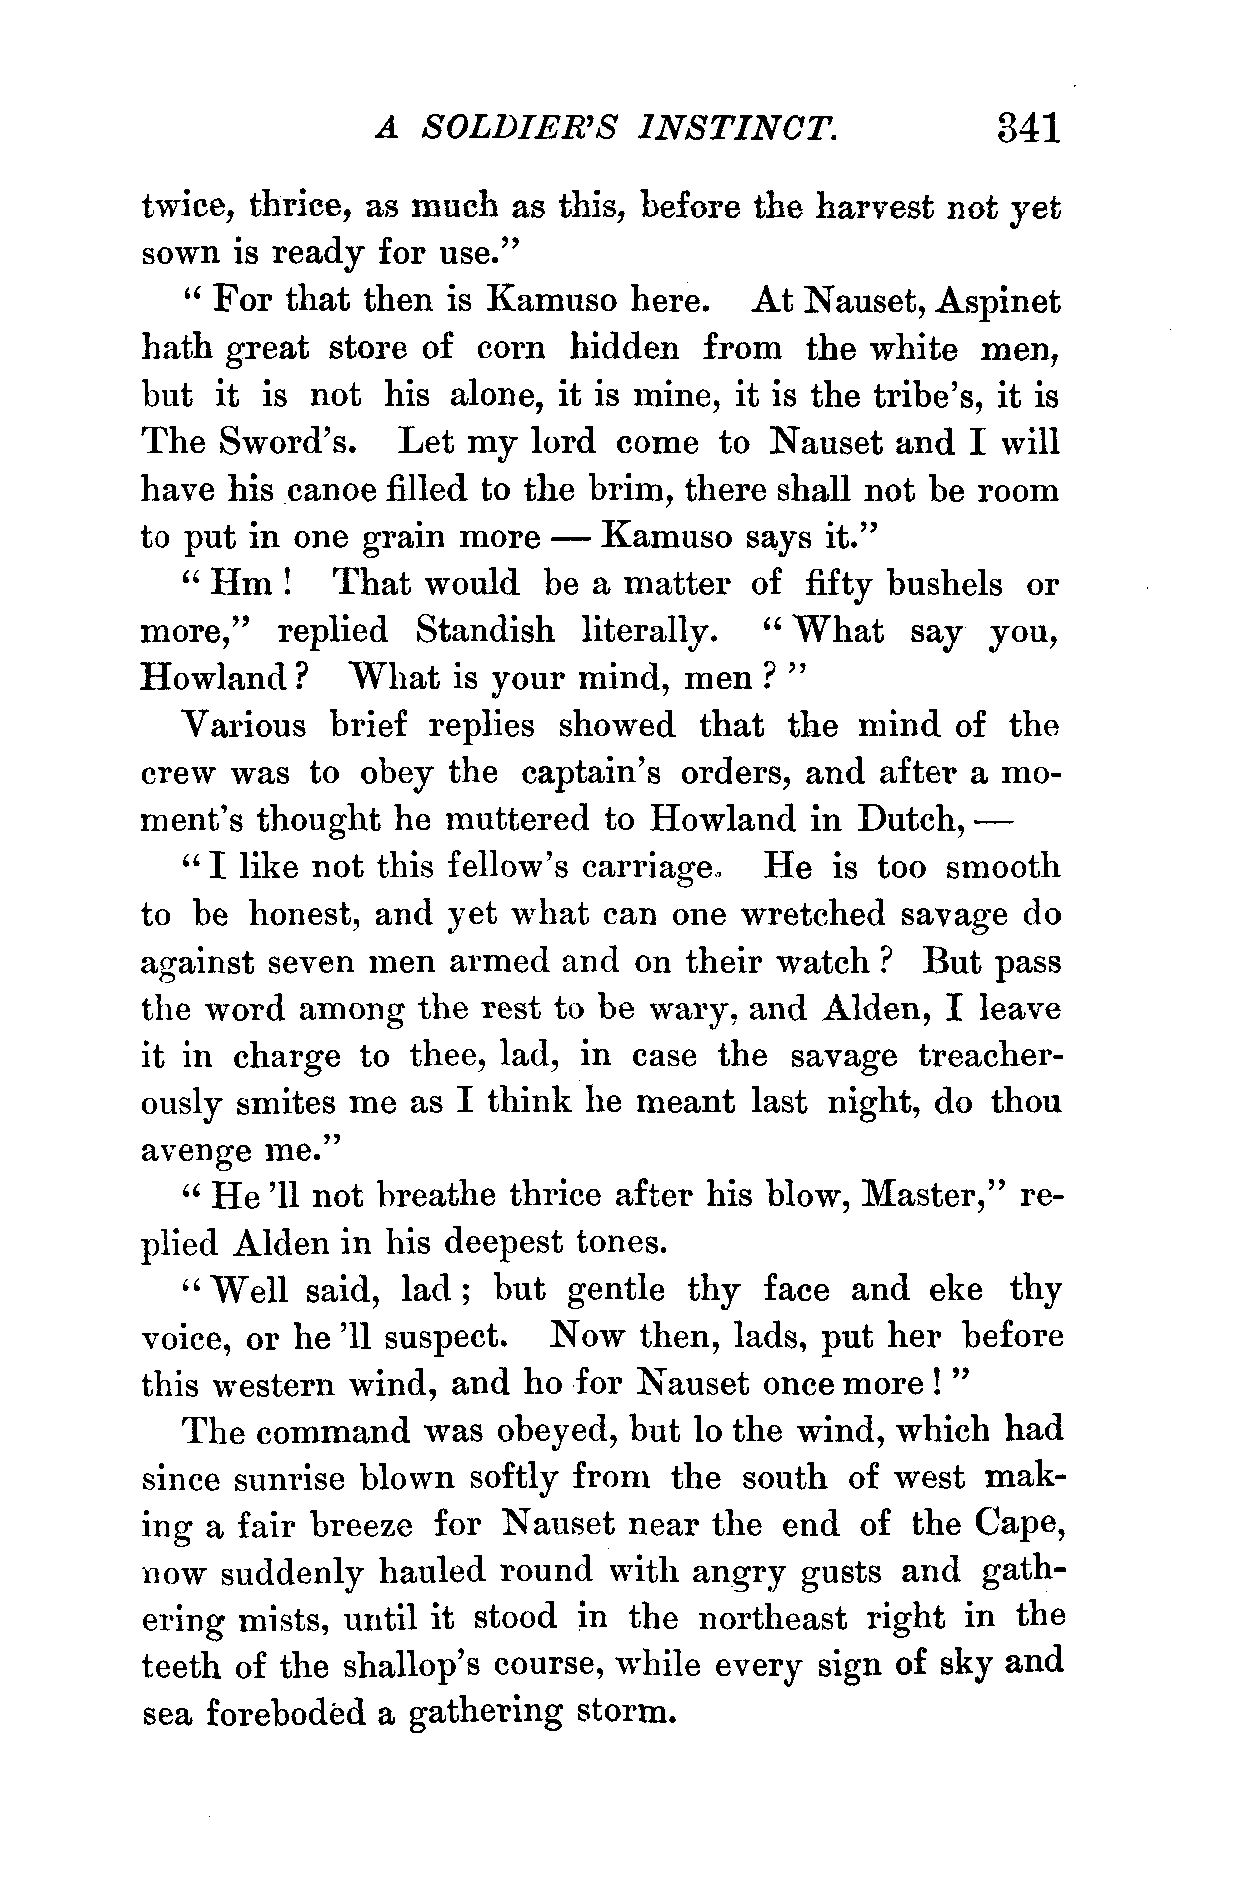 A SOLDIER'S INSTINCT. 341
twice, thrice, as much as this, before the harvest not yet
sown is ready for use."
" For that then is Kamuso here. At Nauset, Aspinet
hath great store of corn hidden from the white men,
but it is not his alone, it is mine, it is the tribe's, it is
The Sword's. Let my lord come to Nauset and I will
have his canoe filled to the brim, there shall not be room
to put in one grain more — Kamuso says it."
" Hm ! That would be a matter of fifty bushels or
more," replied Standish literally. " What say you,
Howland ? What is your mind, men ? "
Various brief replies showed that the mind of the
crew was to obey the captain's orders, and after a mo-
ment's thought he muttered to Howland in Dutch, —
" I like not this fellow's carriage. He is too smooth
to be honest, and yet what can one wretched savage do
against seven men armed and on their watch ? But pass
the word among the rest to be wary, and Alden, I leave
it in charge to thee, lad, in case the savage treacher-
ously smites me as I think he meant last night, do thou
avenge me."
" He 'll not breathe thrice after his blow, Master," re-
plied Alden in his deepest tones.
" Well said, lad ; but gentle thy face and eke thy
voice, or he 'll suspect. Now then, lads, put her before
this western wind, and ho for Nauset once more ! "
The command was obeyed, but lo the wind, which had
since sunrise blown softly from the south of west mak-
ing a fair breeze for Nauset near the end of the Cape,
now suddenly hauled round with angry gusts and gath-
ering mists, until it stood in the northeast right in the
teeth of the shallop's course, while every sign of sky and
sea foreboded a gathering storm.